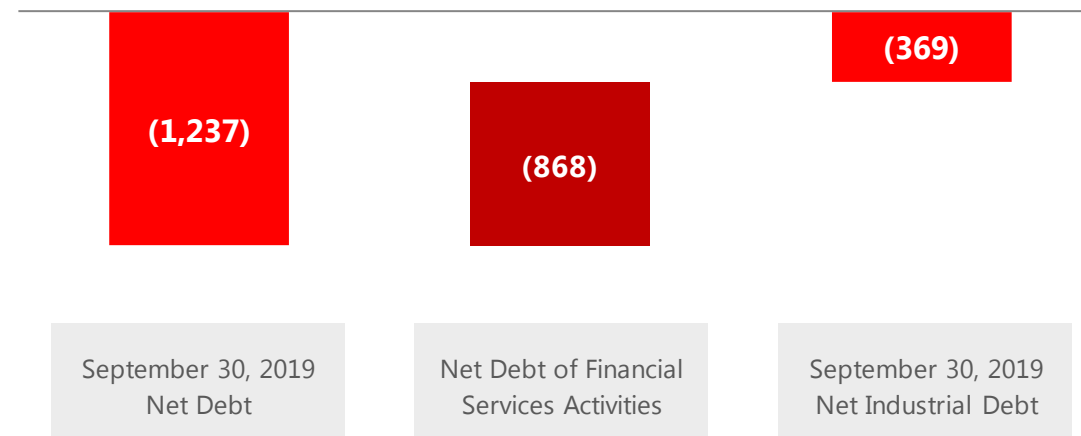 (369)
(1,237)
(868)
September 30, 2019
Net Debt
Net Debt of Financial
Services Activities
September 30, 2019
Net Industrial Debt